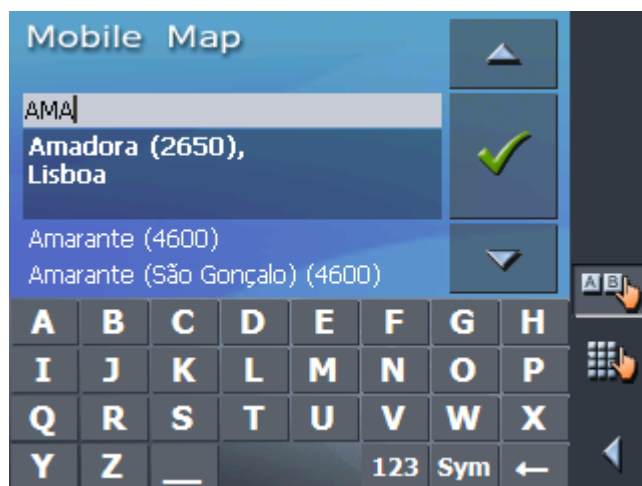 Mobile Map
AMA
Amadora (2650),
Lisboa
Amarante (4600)
Amarante (São Gonçalo) (4600)
A B
A B C D E F G H
I J K L M N O P
Q R S T U V W X
Y Z _ 123 Sym ←